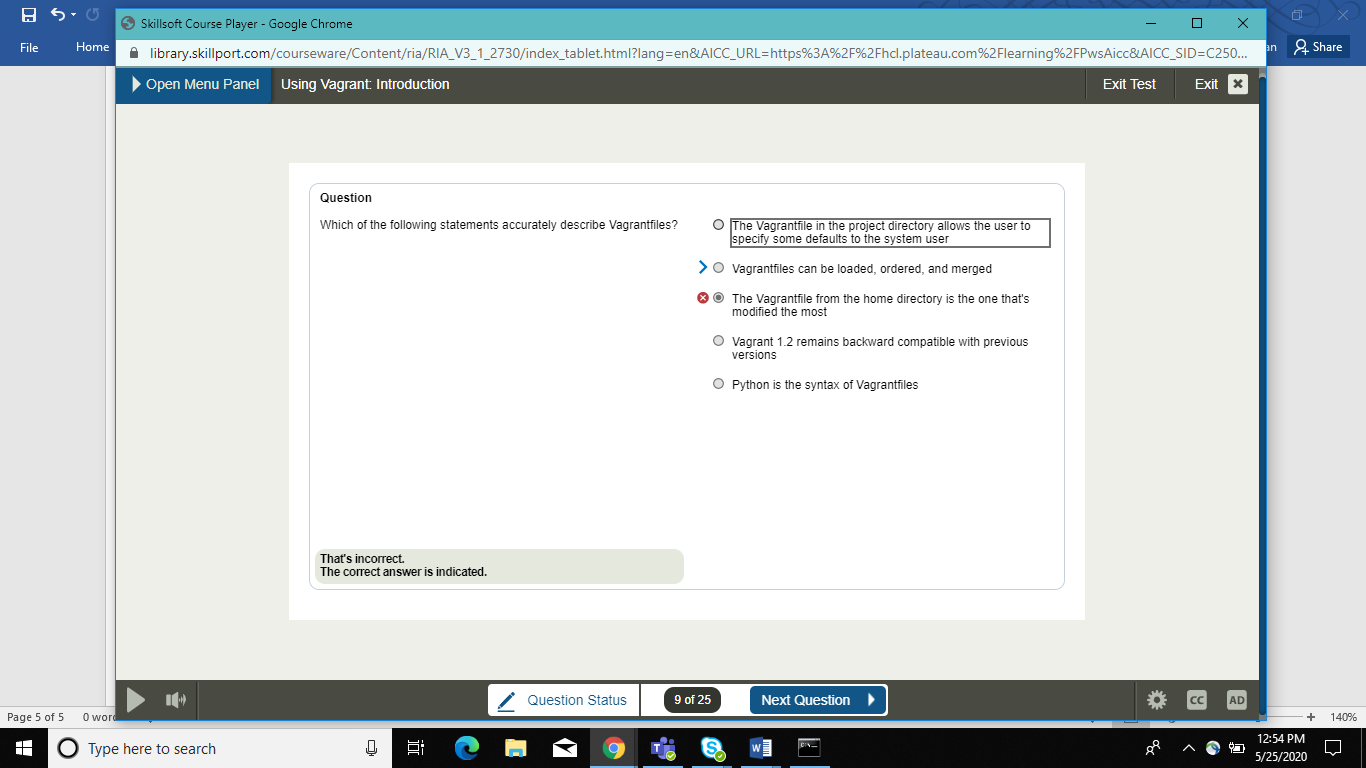 Skillsoft Course Player - Google Chrome
File
Home
Share
library.skillport.com/courseware/Content/ria/RIA_V3_1_2730/index_tablet.html?lang=en&AICC_URL=https%3A%2F%2Fhcl.plateau.com%2Flearning%2FPwsAicc&AICC_SID=C250...
Open Menu Panel
Using Vagrant: Introduction
Exit Test
Exit
Question
Which of the following statements accurately describe Vagrantfiles?
The Vagrantfile in the project directory allows the user to
specify some defaults to the system user
Vagrantfiles can be loaded, ordered, and merged
The Vagrantfile from the home directory is the one that's
modified the most
Vagrant 1.2 remains backward compatible with previous
versions
Python is the syntax of Vagrantfiles
That's incorrect.
The correct answer is indicated.
Question Status
9 of 25
Next Question
CC
AD
Page 5 of 5
140%
Type here to search
12:54 PM
5/25/2020